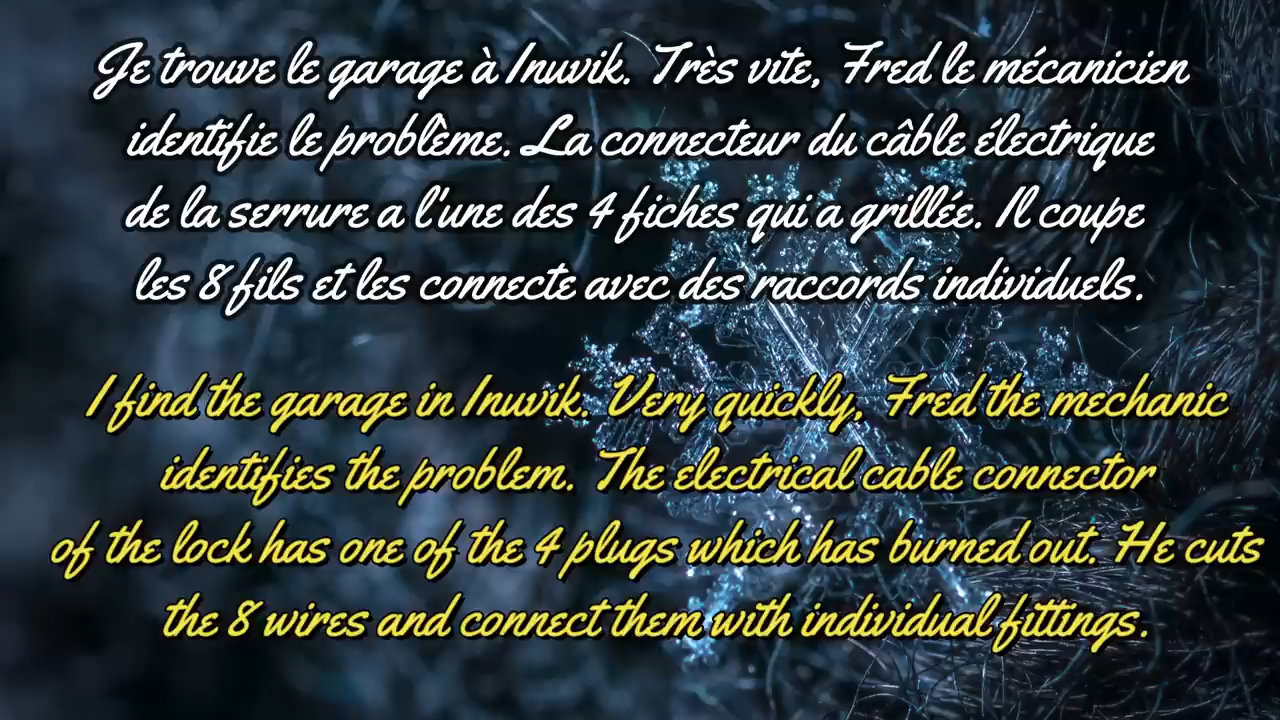 Je trouve le garage à Inuvik. Très vite, Fred le mécanicien
identifie le problème. La connecteur du câble électrique
de la serrure a l'une des 4 fiches qui a grillée. Il coupe
les 8 fils et les connecte avec des raccords individuels.
I find the garage in Inuvik. Very quickly, Fred the mechanic
identifies the problem. The electrical cable connector
of the lock has one of the 4 plugs which has burned out. He cuts
the 8 wires and connect them with individual fittings.